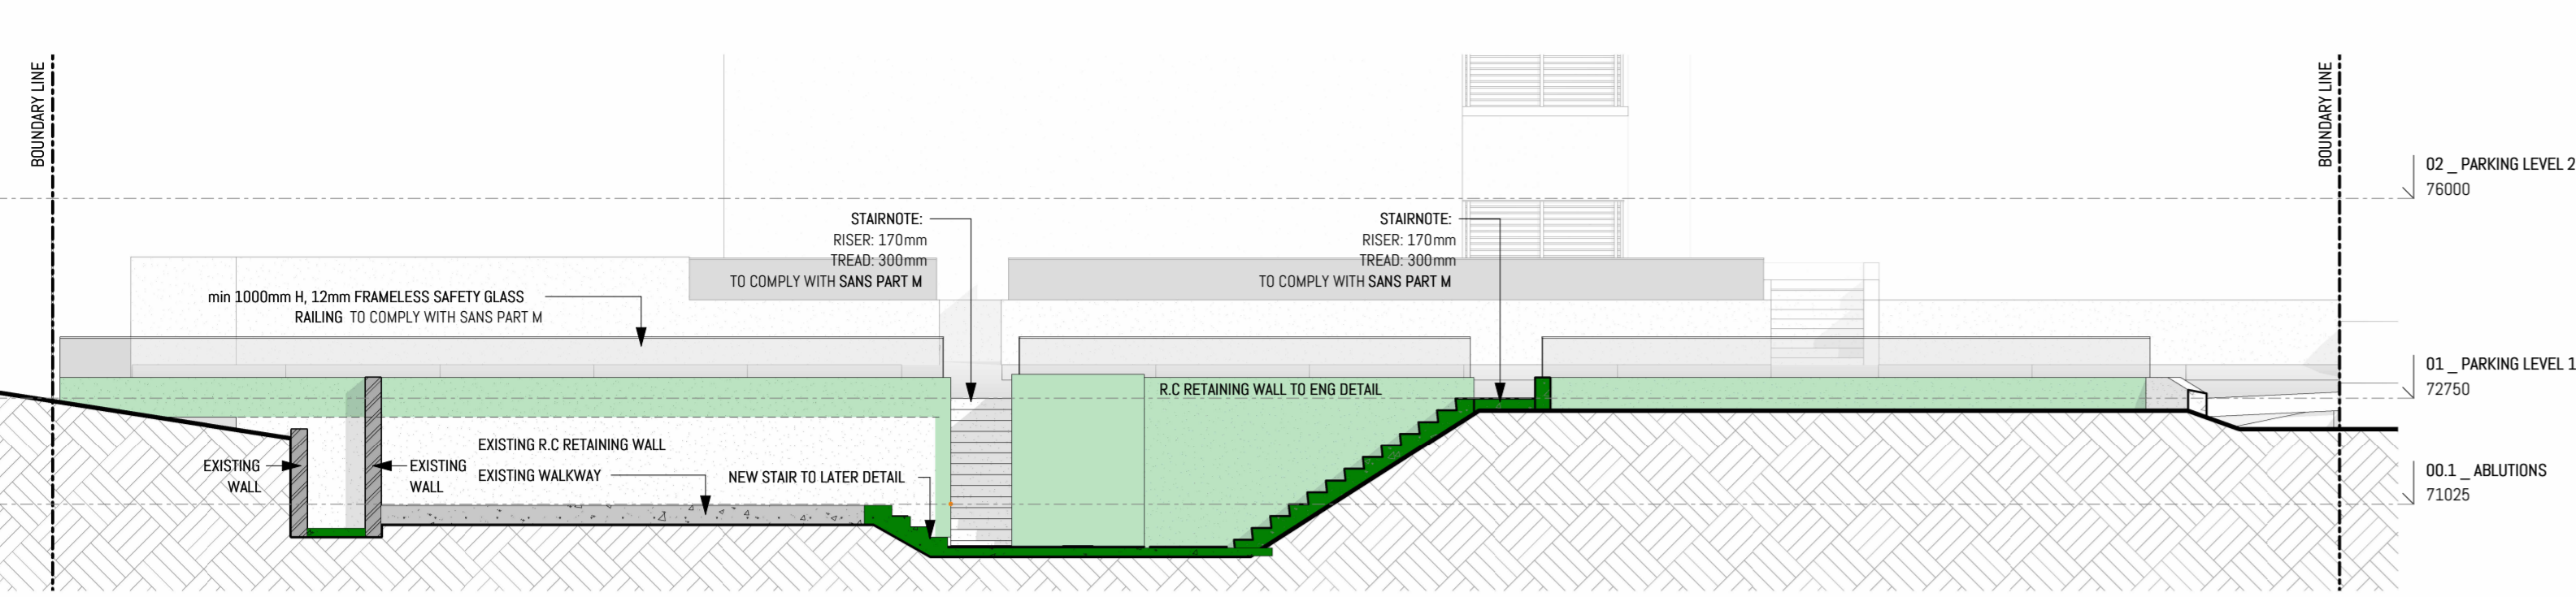 BOUNDARY LINE
BOUNDARY LINE
02 _ PARKING LEVEL 2
76000
STAIRNOTE:
RISER: 170mm
TREAD: 300mm
TO COMPLY WITH SANS PART M
STAIRNOTE:
RISER: 170mm
TREAD: 300mm
TO COMPLY WITH SANS PART M
min 1000mm H, 12mm FRAMELESS SAFETY GLASS
RAILING TO COMPLY WITH SANS PART M
01 _ PARKING LEVEL 1
72750
R.C RETAINING WALL TO ENG DETAIL
EXISTING R.C RETAINING WALL
EXISTING
WALL
EXISTING
WALL
EXISTING WALKWAY
NEW STAIR TO LATER DETAIL
00.1 _ ABLUTIONS
71025